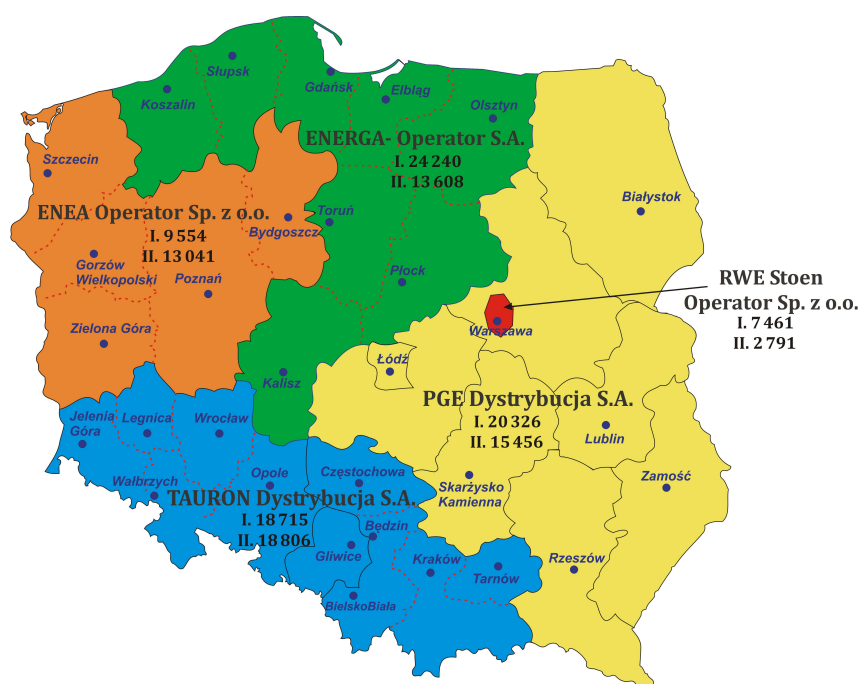 Słupsk
Koszalin
Gdańsk
Elbląg
Olsztyn
ENERGA- Operator S.A.
I. 24 240
II. 13 608
Szczecin
Białystok
ENEA Operator Sp. z o.o.
I. 9 554
II. 13 041
Toruń
Bydgoszcz
Gorzów
Wielkopolski
Poznań
Płock
RWE Stoen
Operator Sp. z o.o.
I. 7 461
II. 2 791
Zielona Góra
Warszawa
Łódź
Kalisz
PGE Dystrybucja S.A.
I. 20 326
II. 15 456
Jelenia
Góra
Legnica
Wrocław
Lublin
Wałbrzych
Opole
Częstochowa
Skarżysko
Kamienna
Zamość
TAURON Dystrybucja S.A.
I. 18 715
II. 18 806
Będzin
Gliwice
Kraków
Tarnów
Rzeszów
BielskoBiała